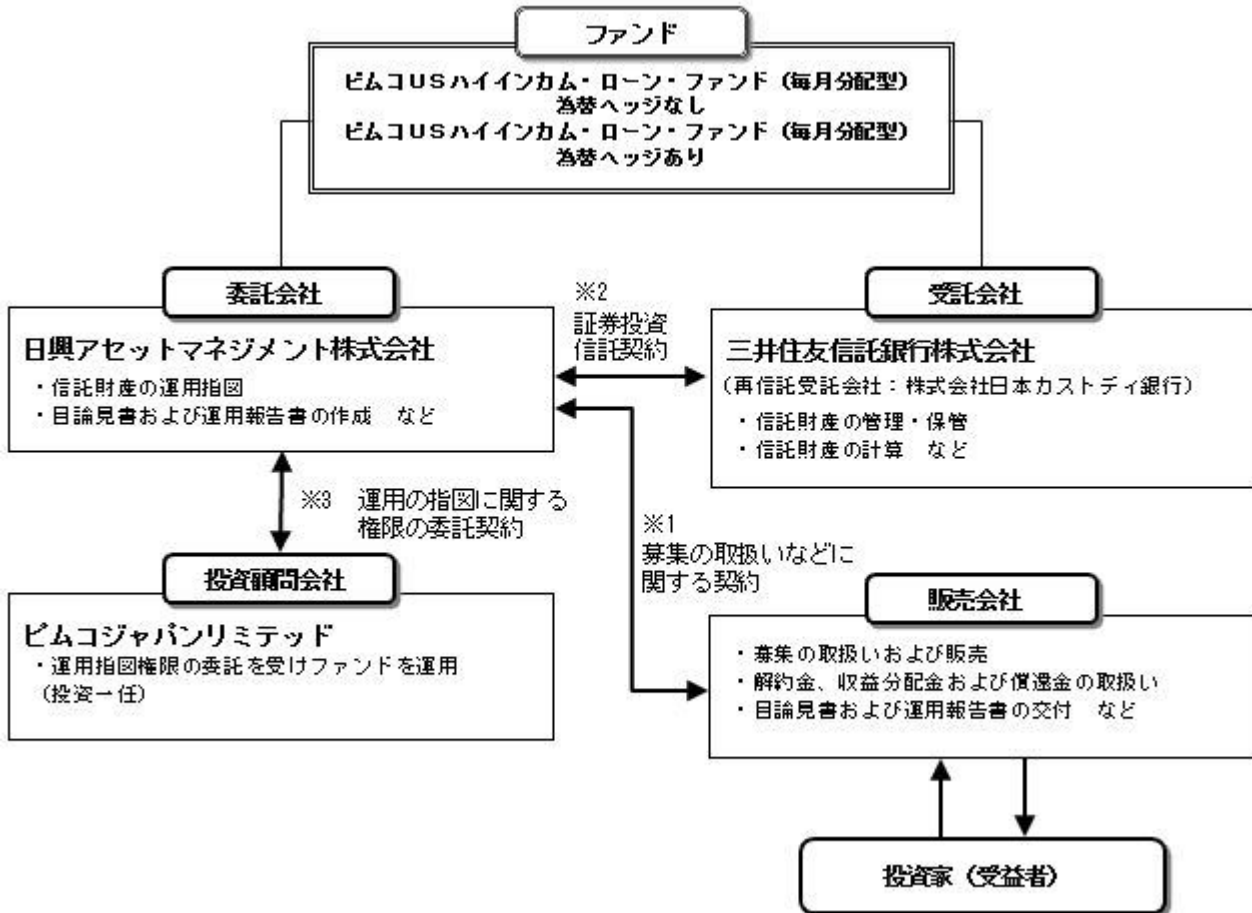 ファンド
ピムコUSハイインカム・ローン・ファンド（毎月分配型）
為替ヘッジなし
ピムコUSハイインカム・ローン・ファンド（毎月分配型）
為替ヘッジあり
委託会社
日興アセットマネジメント株式会社
・信託財産の運用指図
・目論見書および運用報告書の作成　など
※2
証券投資
信託契約
受託会社
三井住友信託銀行株式会社
（再信託受託会社：株式会社日本カストディ銀行）
・信託財産の管理・保管
・信託財産の計算　など
※3　運用の指図に関する
権限の委託契約
※1
募集の取扱いなどに
関する契約
投資顧問会社
ピムコジャパンリミテッド
・運用指図権限の委託を受けファンドを運用
（投資一任）
販売会社
・募集の取扱いおよび販売
・解約金、収益分配金および償還金の取扱い
・目論見書および運用報告書の交付　など
投資家（受益者）